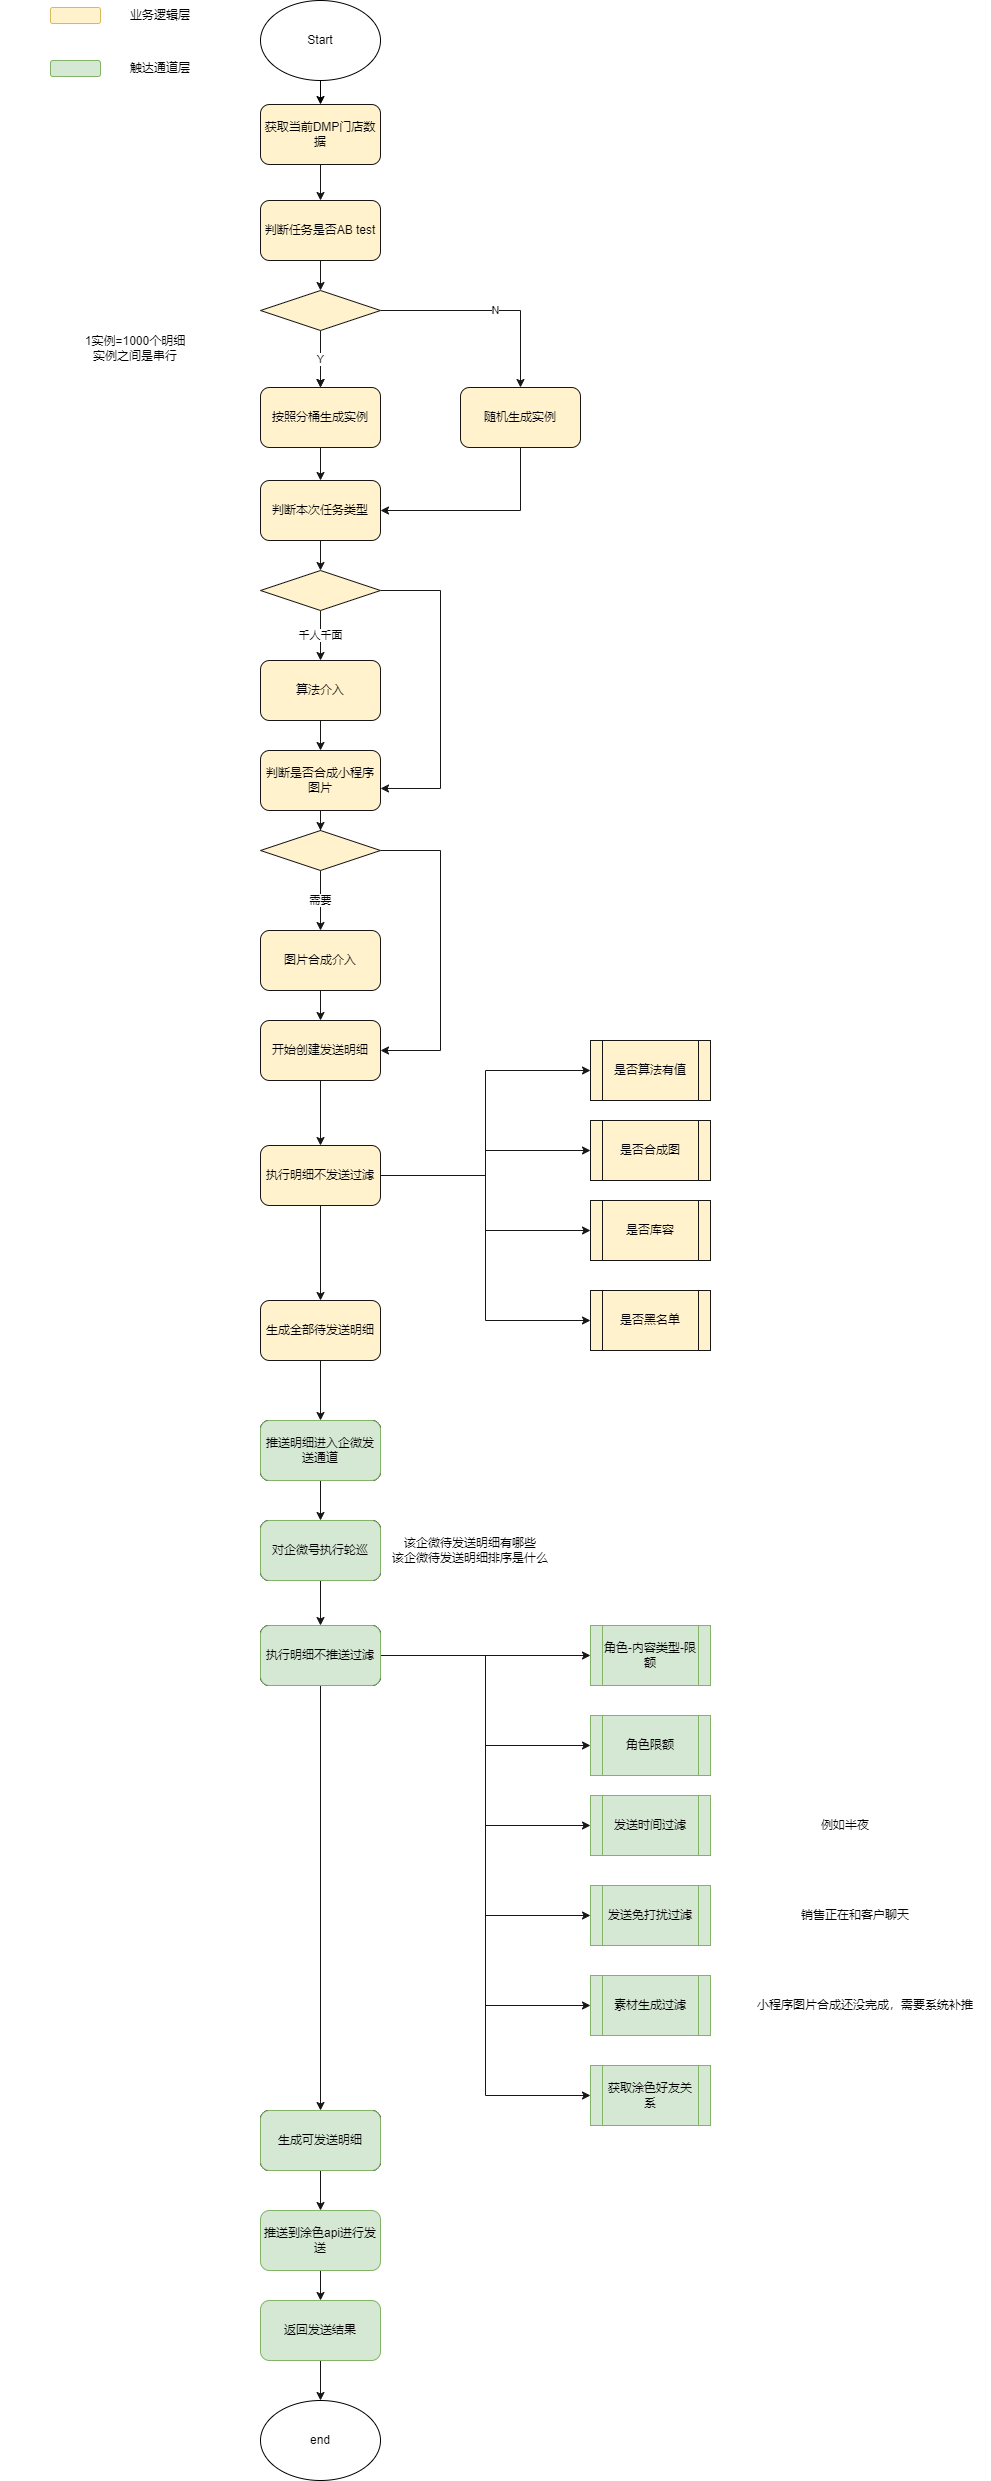 业务逻辑层
Start
触达通道层
获取当前DMP门店数
据
判断任务是否AB test
N
1实例=1000个明细
实例之间是串行
Y
按照分桶生成实例
随机生成实例
判断本次任务类型
千人千面
算法介入
判断是否合成小程序
图片
需要
图片合成介入
开始创建发送明细
是否算法有值
是否合成图
执行明细不发送过滤
是否库容
是否黑名单
生成全部待发送明细
推送明细进入企微发
送通道
对企微号执行轮巡
该企微待发送明细有哪些
该企微待发送明细排序是什么
执行明细不推送过滤
角色-内容类型-限
额
角色限额
发送时间过滤
例如半夜
发送免打扰过滤
销售正在和客户聊天
素材生成过滤
小程序图片合成还没完成，需要系统补推
获取涂色好友关
系
生成可发送明细
推送到涂色api进行发
送
返回发送结果
end